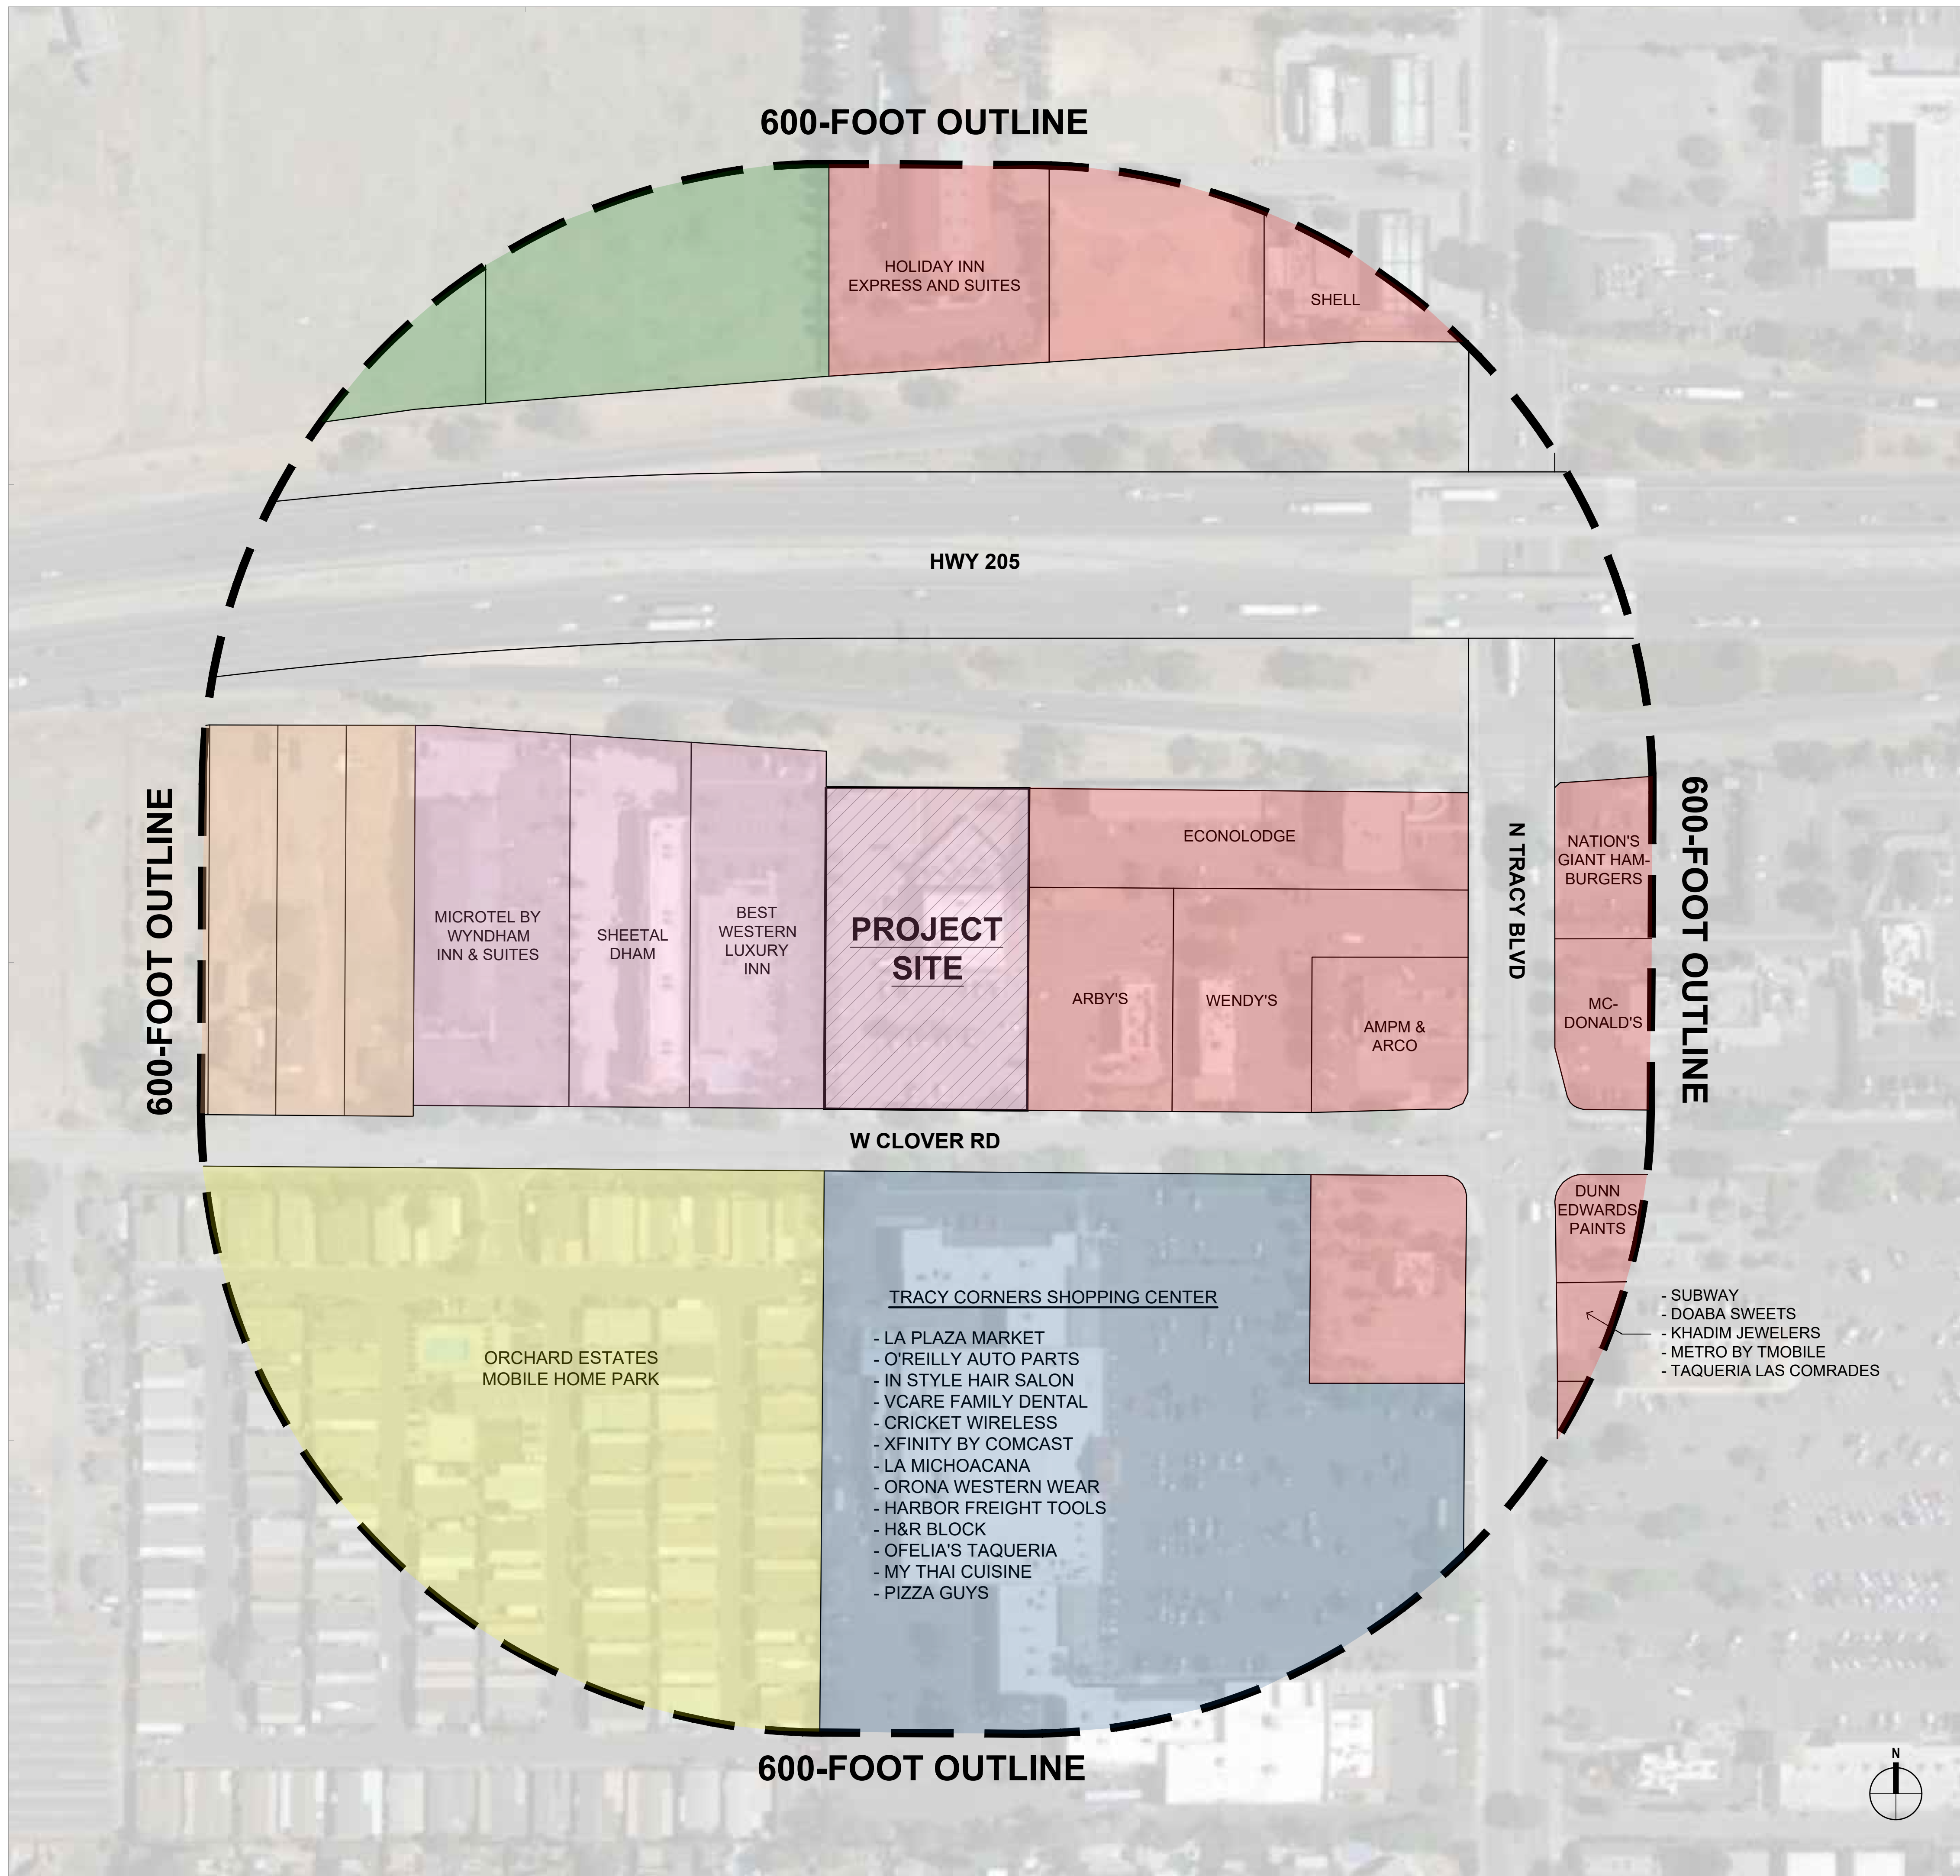 600-FOOT OUTLINE
HOLIDAY INN
EXPRESS AND SUITES
SHELL
HWY 205
600-FOOT OUTLINE
MICROTEL BY
WYNDHAM
INN & SUITES
SHEETAL
DHAM
BEST
WESTERN
LUXURY
INN
PROJECT
SITE
ECONOLODGE
ARBY'S
WENDY'S
AMPM &
ARCO
N TRACY BLVD
NATION'S
GIANT HAM-
BURGERS
MC-
DONALD'S
600-FOOT OUTLINE
W CLOVER RD
ORCHARD ESTATES
MOBILE HOME PARK
TRACY CORNERS SHOPPING CENTER
- LA PLAZA MARKET
- O'REILLY AUTO PARTS
- IN STYLE HAIR SALON
- VCARE FAMILY DENTAL
- CRICKET WIRELESS
- XFINITY BY COMCAST
- LA MICHOACANA
- ORONA WESTERN WEAR
- HARBOR FREIGHT TOOLS
- H&R BLOCK
- OFELIA'S TAQUERIA
- MY THAI CUISINE
- PIZZA GUYS
DUNN
EDWARDS
PAINTS
- SUBWAY
- DOABA SWEETS
- KHADIM JEWELERS
- METRO BY TMOBILE
- TAQUERIA LAS COMRADES
600-FOOT OUTLINE
N